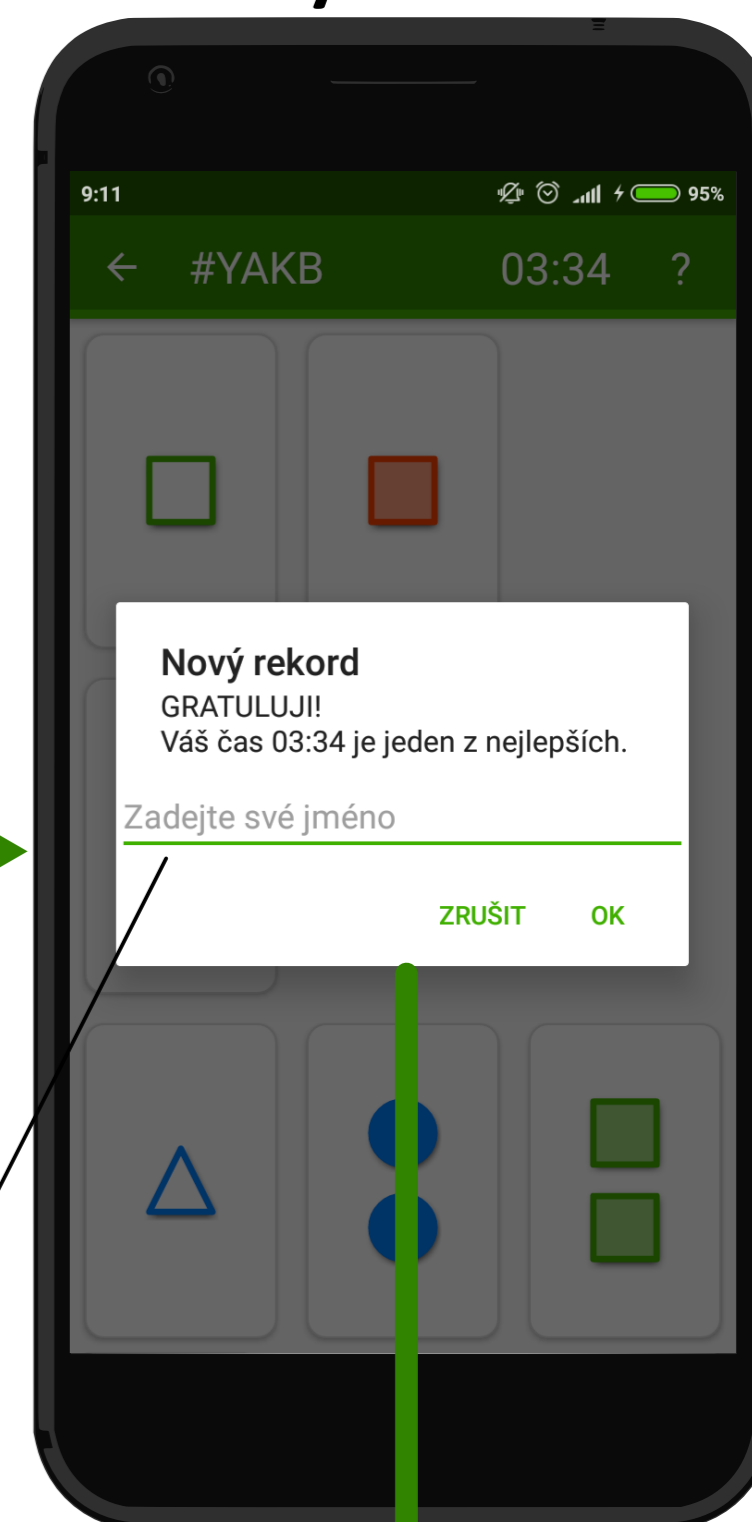 9:11 95%
← #YAKB 03:34 ?
Nový rekord
GRATULUJI!
Váš čas 03:34 je jeden z nejlepších.
Zadejte své jméno
ZRUŠIT OK